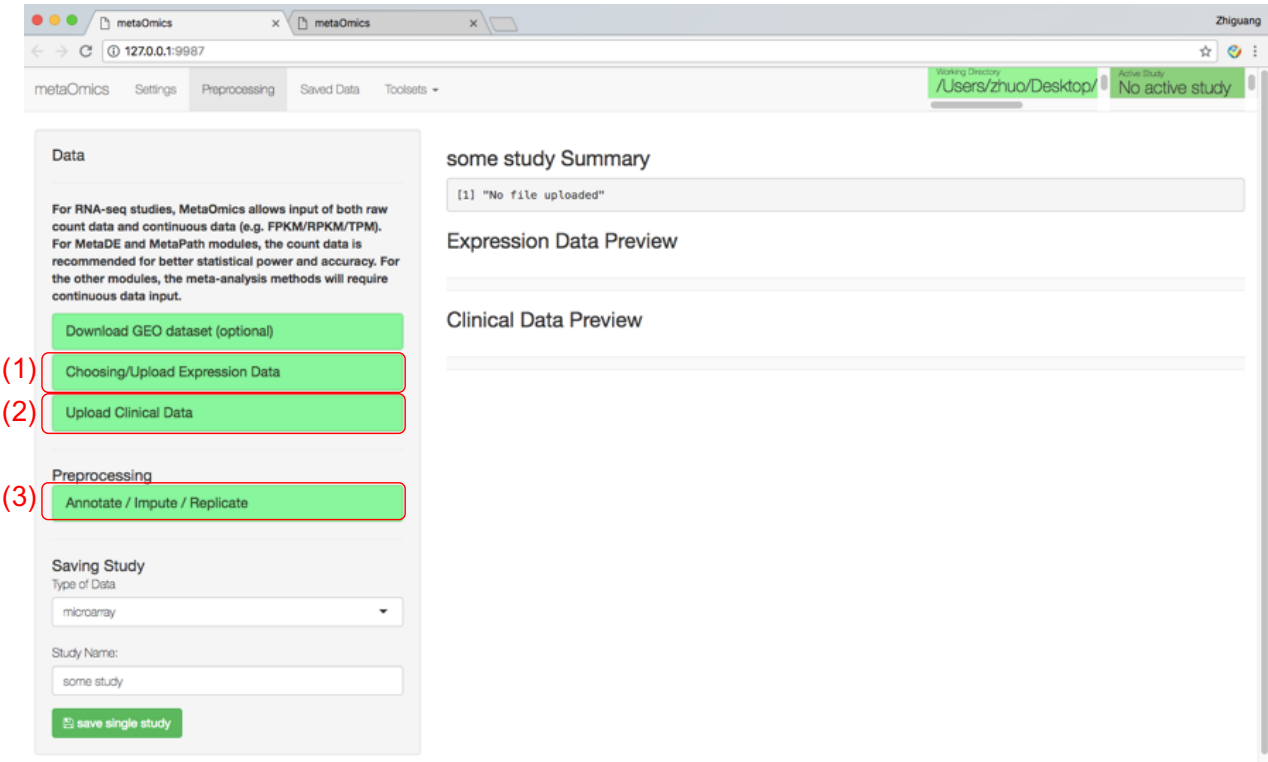 metaOmics
metaOmics
Zhiguang
127.0.0.1:9987
metaOmics Settings Preprocessing Saved Data Toolsets
Working Directory
/Users/zhuo/Desktop/
Active Study
No active study
Data
For RNA-seq studies, MetaOmics allows input of both raw
count data and continuous data (e.g. FPKM/RPKM/TPM).
For MetaDE and MetaPath modules, the count data is
recommended for better statistical power and accuracy. For
the other modules, the meta-analysis methods will require
continuous data input.
Download GEO dataset (optional)
(1) Choosing/Upload Expression Data
(2) Upload Clinical Data
Preprocessing
(3) Annotate / Impute / Replicate
Saving Study
Type of Data
microarray
Study Name:
some study
save single study
some study Summary
[1] "No file uploaded"
Expression Data Preview
Clinical Data Preview